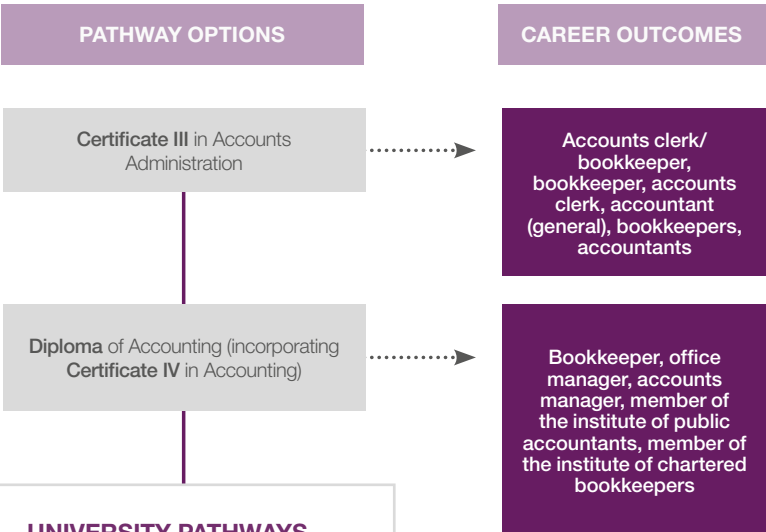 PATHWAY OPTIONS
CAREER OUTCOMES
Certificate III in Accounts
Administration
Accounts clerk/
bookkeeper,
bookkeeper, accounts
clerk, accountant
(general), bookkeepers,
accountants
Diploma of Accounting (incorporating
Certificate IV in Accounting)
Bookkeeper, office
manager, accounts
manager, member of
the institute of public
accountants, member of
the institute of chartered
bookkeepers
UNIVERSITY PATHWAYS